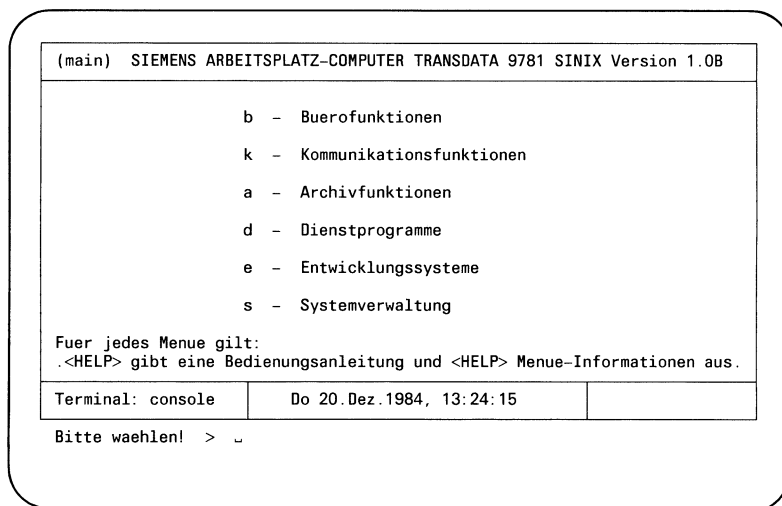 (main) SIEMENS ARBEITSPLATZ-COMPUTER TRANSDATA 9781 SINIX Version 1.0B
b – Buerofunktionen
k – Kommunikationsfunktionen
a – Archivfunktionen
d – Dienstprogramme
e – Entwicklungssysteme
s – Systemverwaltung
Fuer jedes Menue gilt:
.<HELP> gibt eine Bedienungsanleitung und <HELP> Menue-Informationen aus.
Terminal: console Do 20.Dez.1984, 13:24:15
Bitte waehlen! > ␣